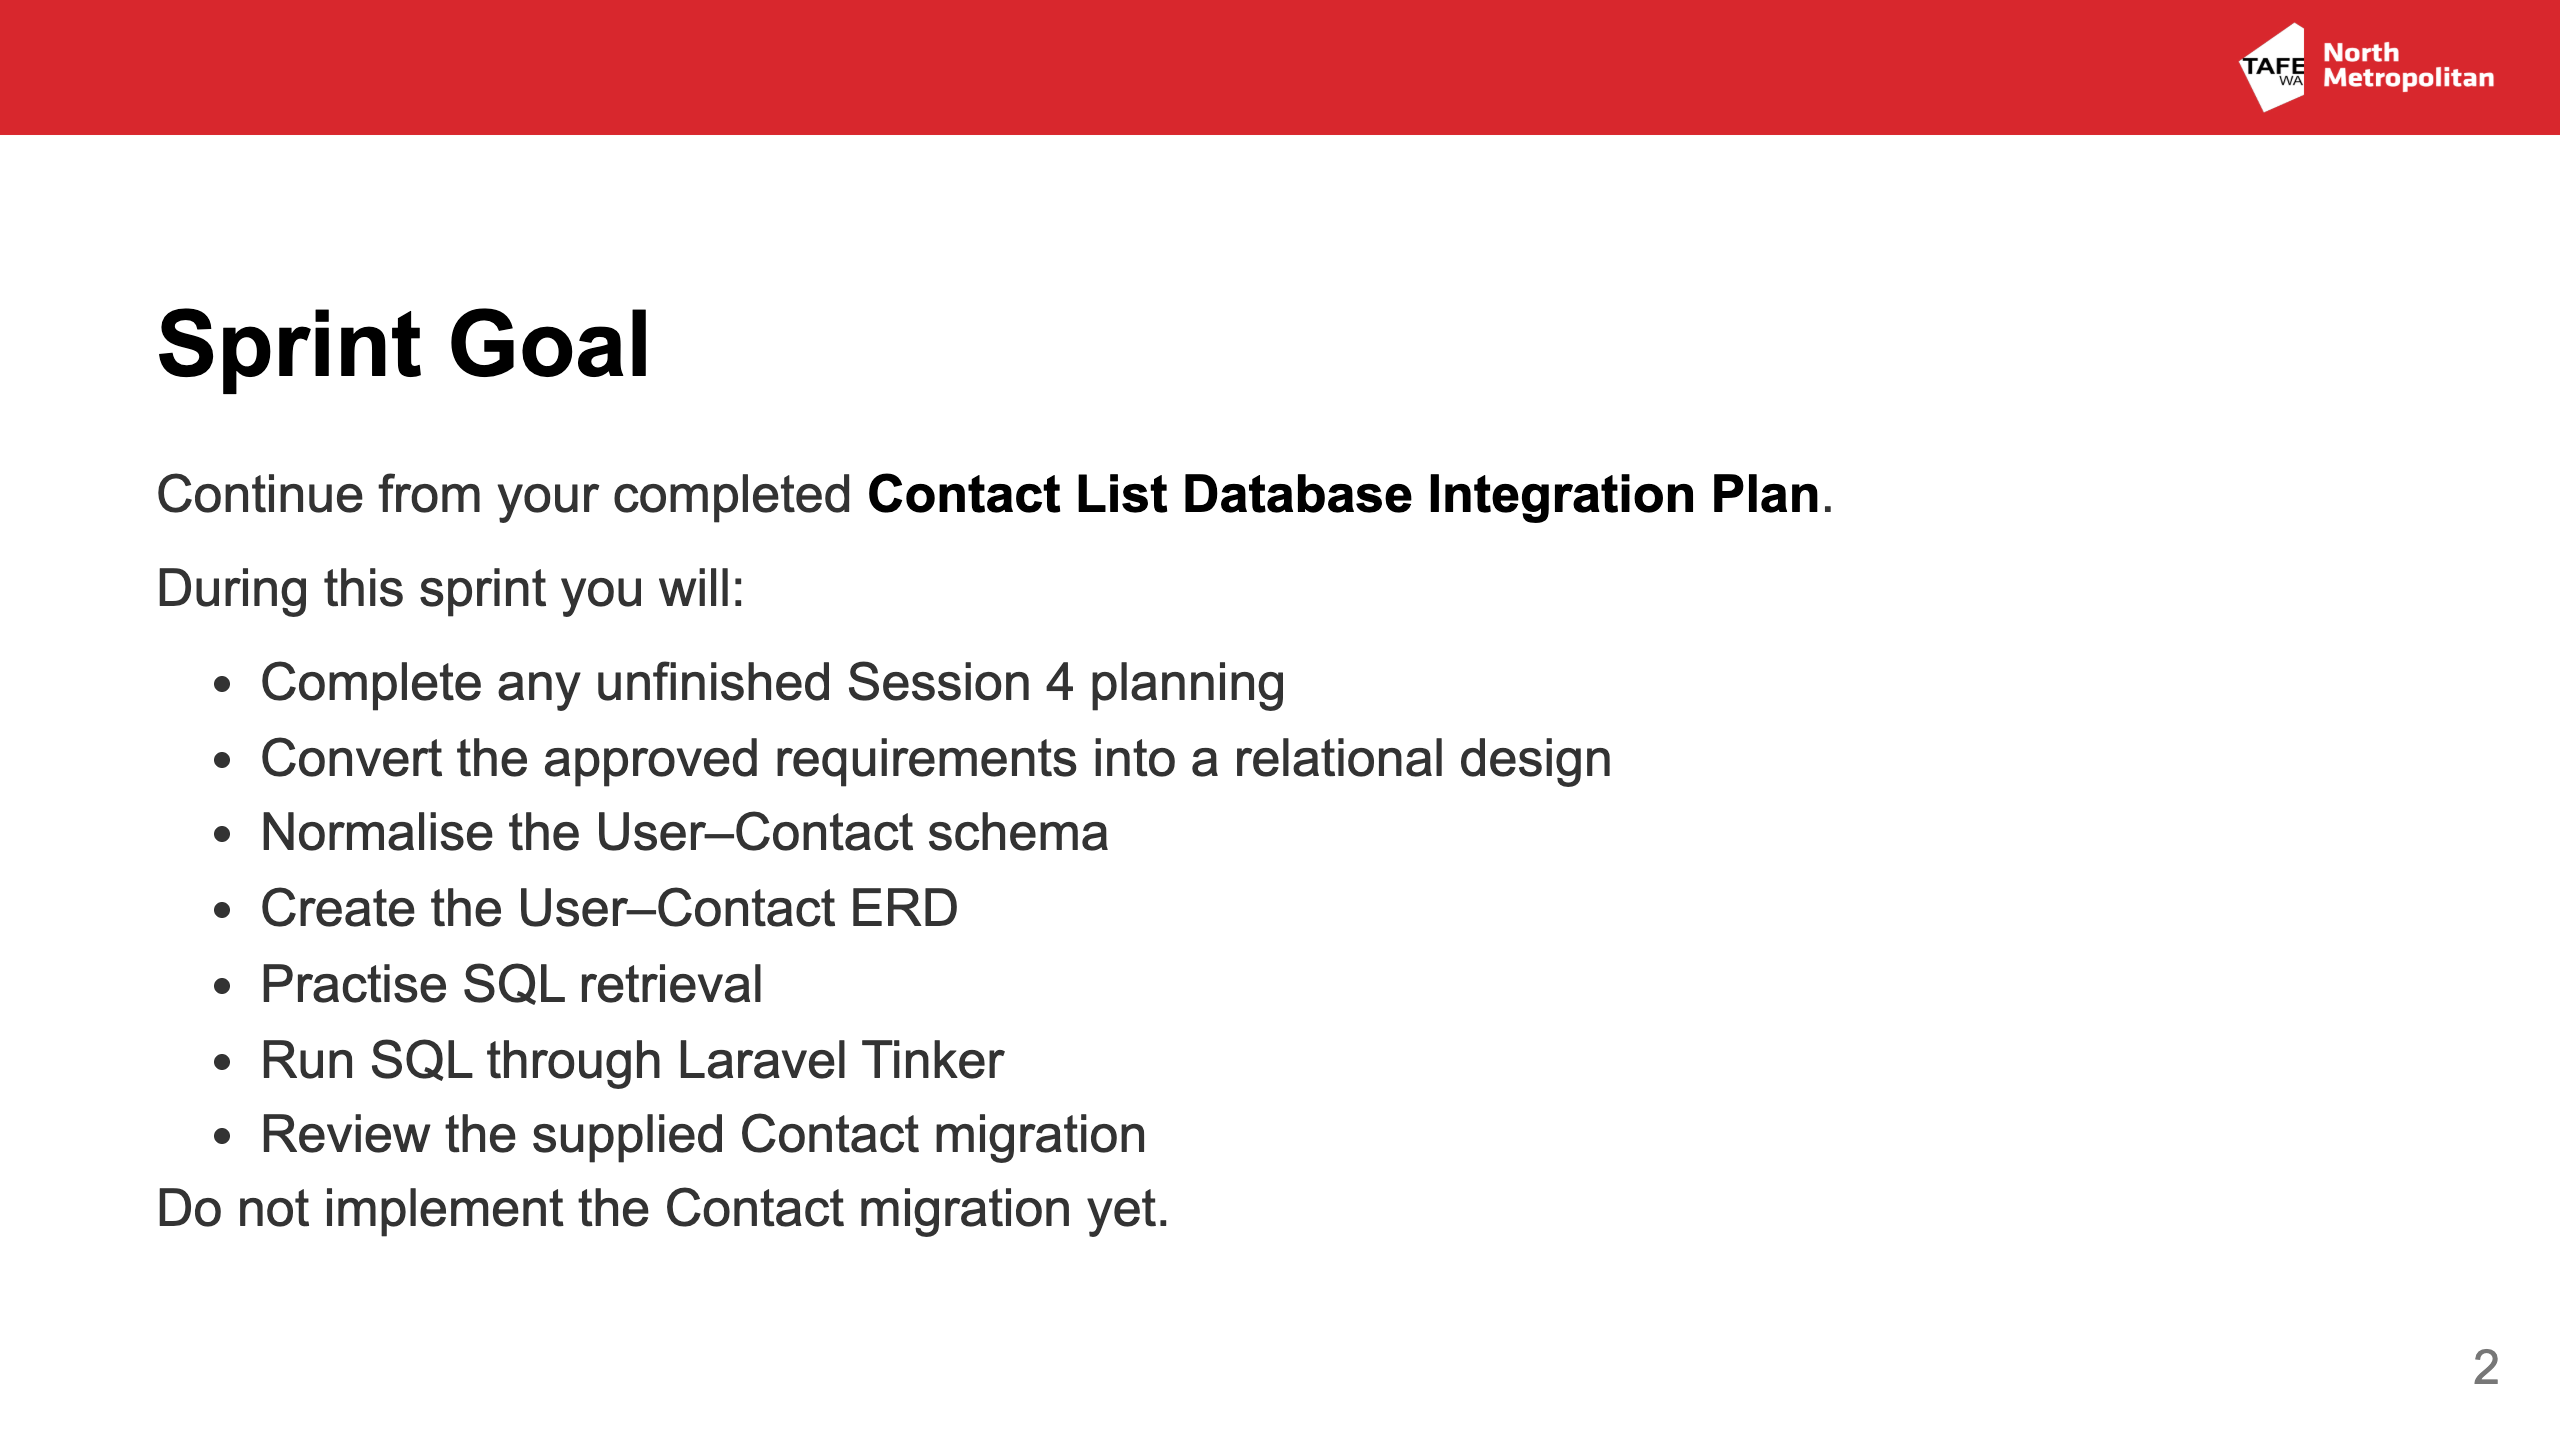 TAFE
WA
North
Metropolitan
Sprint Goal
Continue from your completed Contact List Database Integration Plan.
During this sprint you will:
• Complete any unfinished Session 4 planning
• Convert the approved requirements into a relational design
• Normalise the User–Contact schema
• Create the User–Contact ERD
• Practise SQL retrieval
• Run SQL through Laravel Tinker
• Review the supplied Contact migration
Do not implement the Contact migration yet.
2